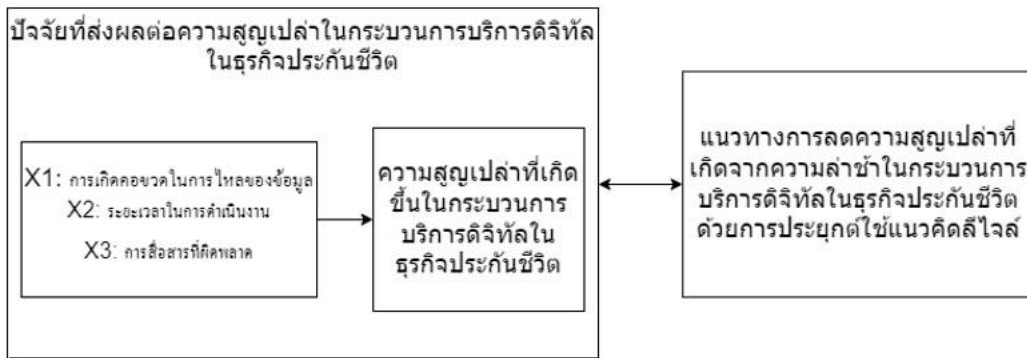 ปัจจัยที่ส่งผลต่อความสูญเปล่าในกระบวนการบริการดิจิทัล
ในธุรกิจประกันชีวิต
X1: การเกิดคอขวดในการไหลของข้อมูล
X2: ระยะเวลาในการดำเนินงาน
X3: การสื่อสารที่ผิดพลาด
ความสูญเปล่าที่เกิด
ขึ้นในกระบวนการ
บริการดิจิทัลใน
ธุรกิจประกันชีวิต
แนวทางการลดความสูญเปล่าที่
เกิดจากความล่าช้าในกระบวนการ
บริการดิจิทัลในธุรกิจประกันชีวิต
ด้วยการประยุกต์ใช้แนวคิดลีไจล์